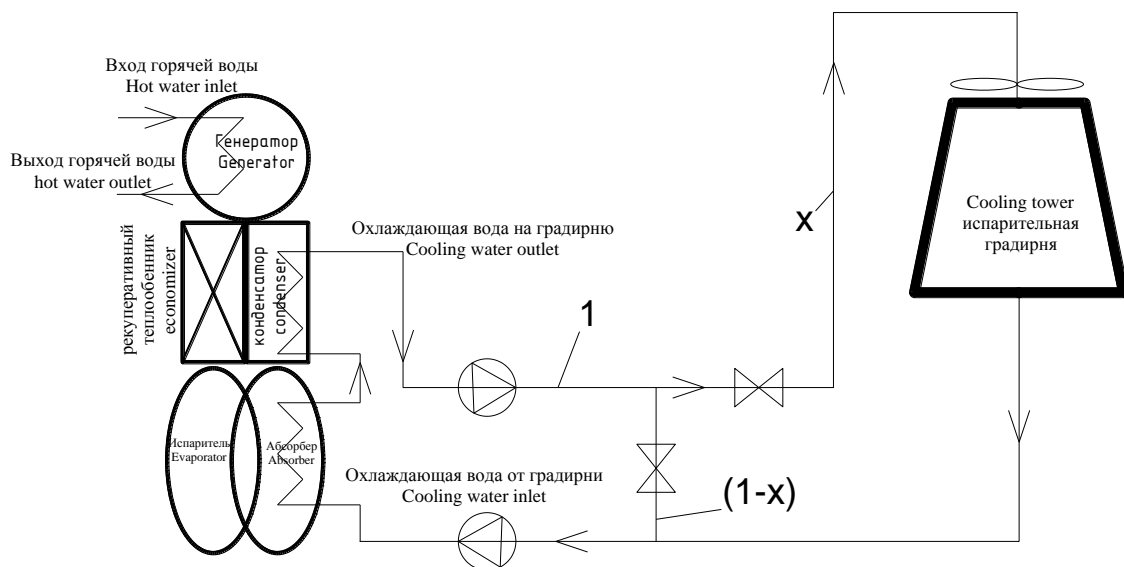 Вход горячей воды
Hot water inlet
Генератор
Generator
Выход горячей воды
hot water outlet
рекуперативный
теплообенник
economizer
конденсатор
condenser
Охлаждающая вода на градирню
Cooling water outlet
1
x
Cooling tower
испарительная
градирня
Испаритель
Evaporator
Абсорбер
Absorber
Охлаждающая вода от градирни
Cooling water inlet
(1-x)